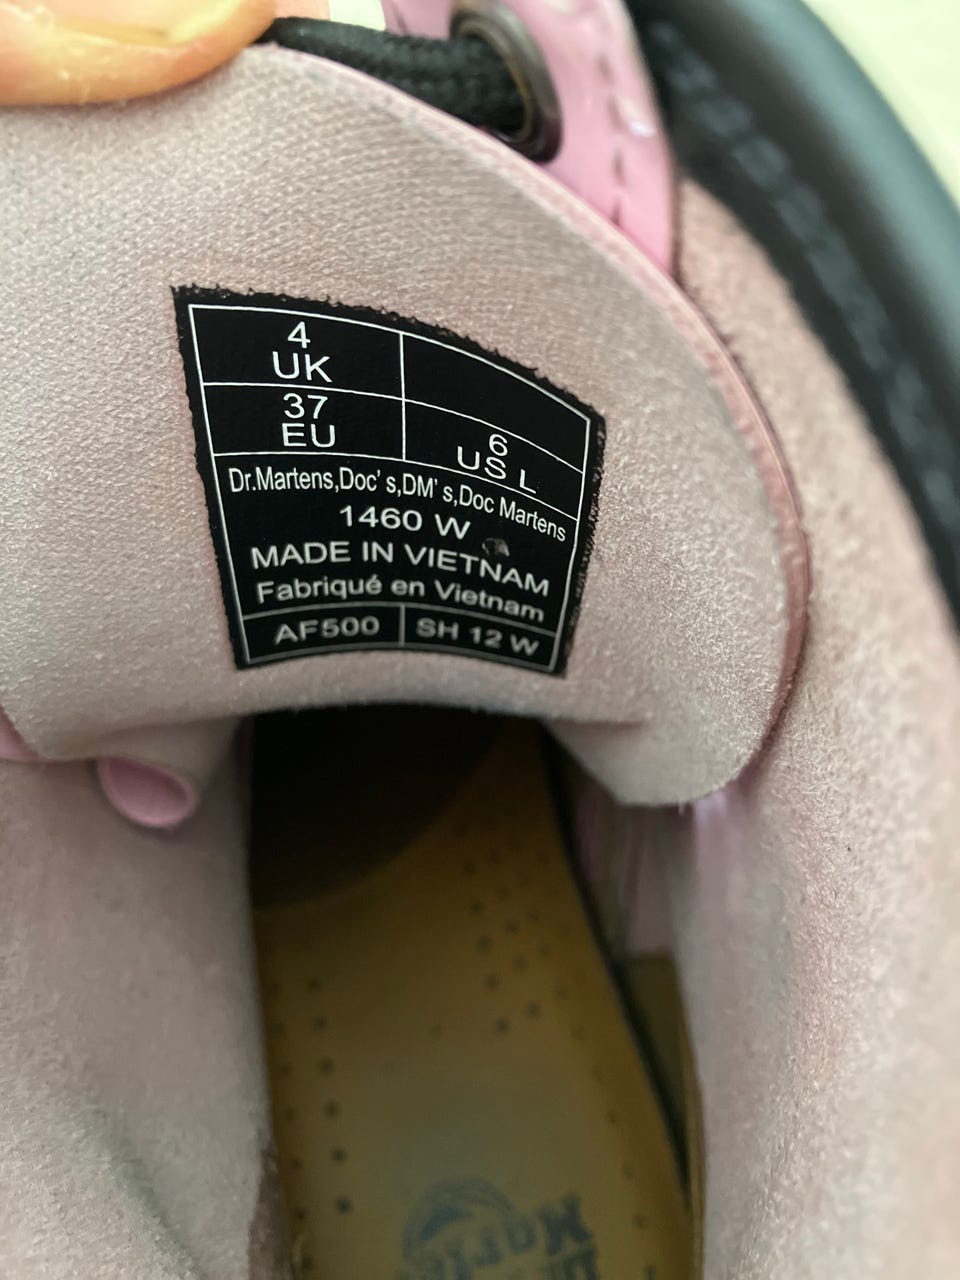 4
UK
37
EU
6
US L
Dr.Martens,Doc's,DM's,Doc Martens
1460 W
MADE IN VIETNAM
Fabriqué en Vietnam
AF500 SH 12 W